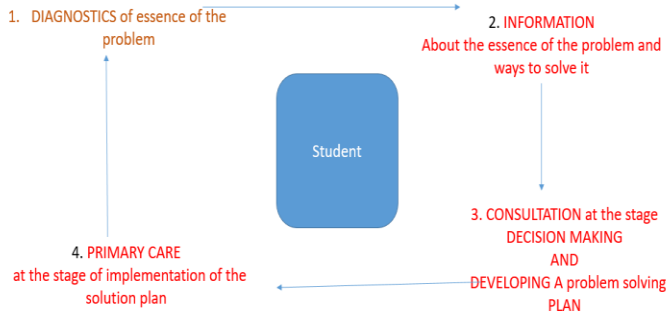 1. DIAGNOSTICS of essence of the
problem
2. INFORMATION
About the essence of the problem and
ways to solve it
Student
3. CONSULTATION at the stage
DECISION MAKING
AND
DEVELOPING A problem solving
PLAN
4. PRIMARY CARE
at the stage of implementation of the
solution plan